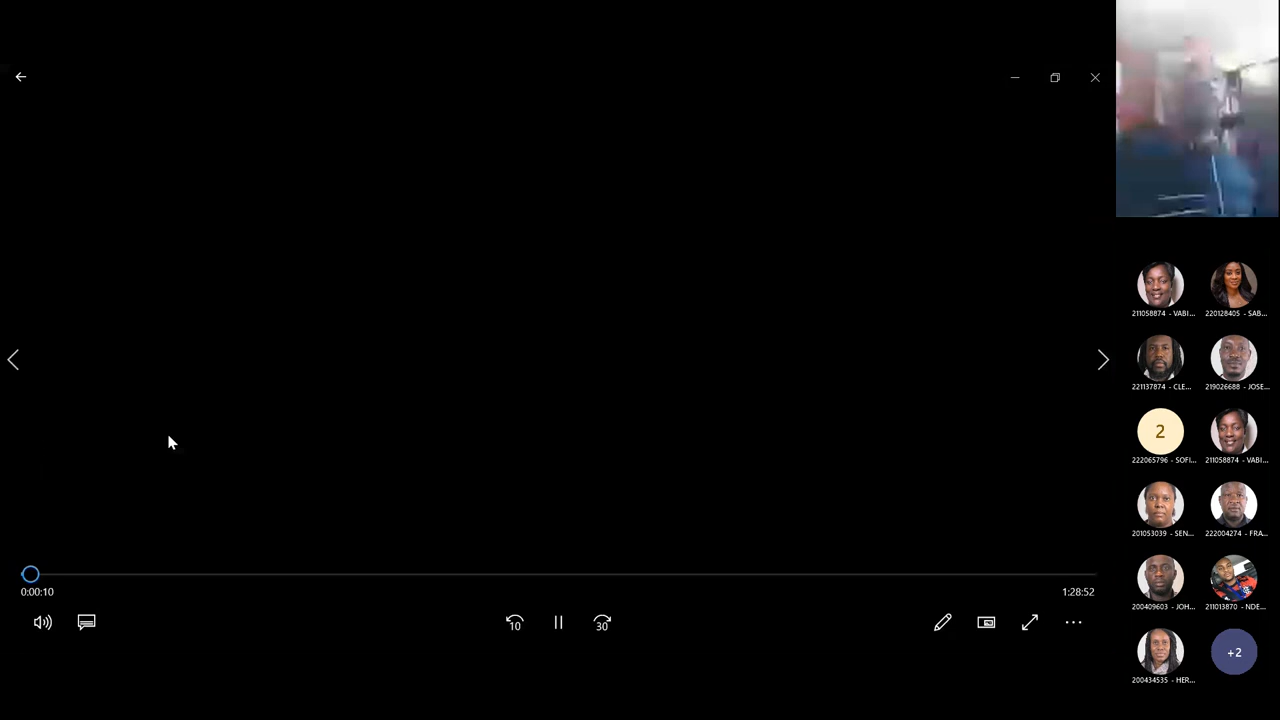 211058874 - VABI...
220128405 - SAB...
221137874 - CLE...
219026688 - JOSE...
2
222065796 - SOFI...
211058874 - VABI...
201053039 - SEN...
222004274 - FRA...
200409603 - JOH...
211013870 - NDE...
200434535 - HER...
+2
0:00:10
1:28:52
10
30